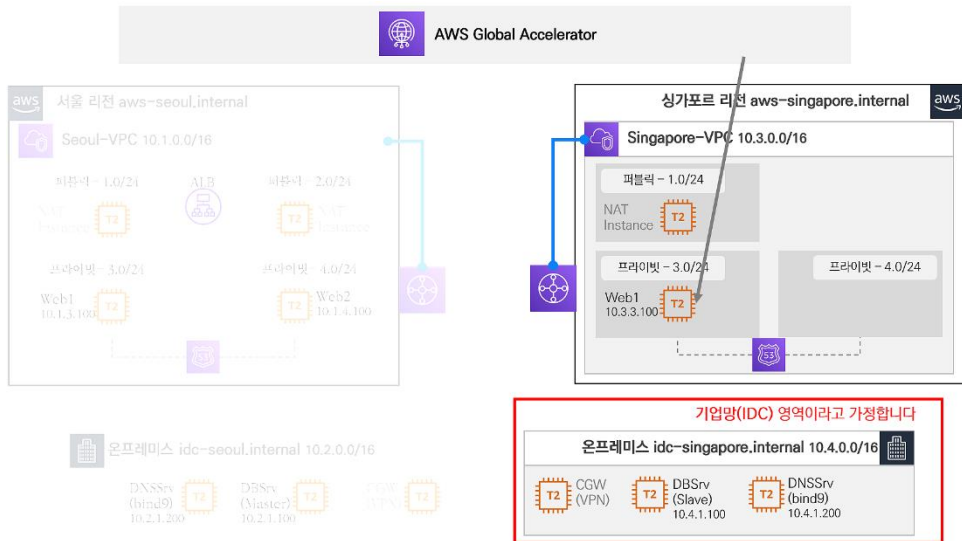 AWS Global Accelerator
aws
서울 리전 aws-seoul.internal
Seoul-VPC 10.1.0.0/16
퍼블릭 - 1.0/24
ALB
퍼블릭 - 2.0/24
NAT
Instance
T2
T2
NAT
Instance
프라이빗 - 3.0/24
프라이빗 - 4.0/24
Web1
10.1.3.100
T2
T2
Web2
10.1.4.100
53
온프레미스 idc-seoul.internal 10.2.0.0/16
DNSSrv
(bind9)
10.2.1.200
T2
DBSrv
(Master)
10.2.1.100
T2
CGW
(VPN)
T2
싱가포르 리전 aws-singapore.internal
aws
Singapore-VPC 10.3.0.0/16
퍼블릭 - 1.0/24
NAT
Instance
T2
프라이빗 - 3.0/24
프라이빗 - 4.0/24
Web1
10.3.3.100
T2
53
기업망(IDC) 영역이라고 가정합니다
온프레미스 idc-singapore.internal 10.4.0.0/16
T2
CGW
(VPN)
T2
DBSrv
(Slave)
10.4.1.100
T2
DNSSrv
(bind9)
10.4.1.200